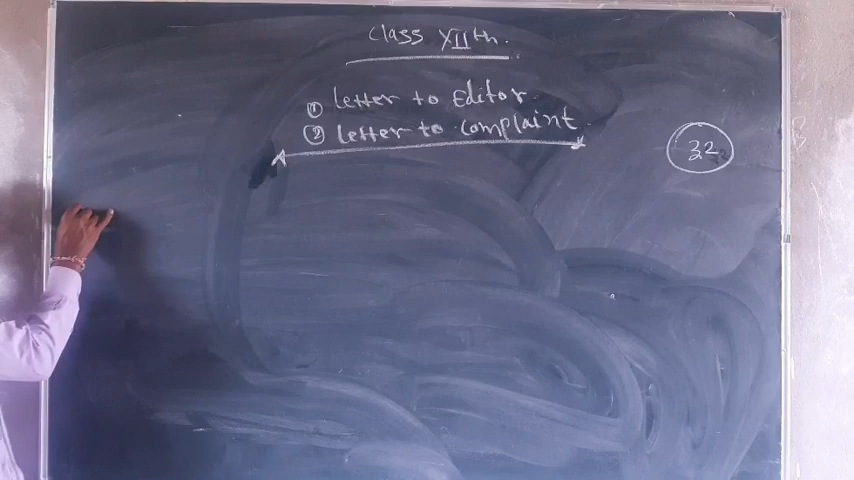 Class XIIth.
① letter to Editor.
② letter to complaint.
32